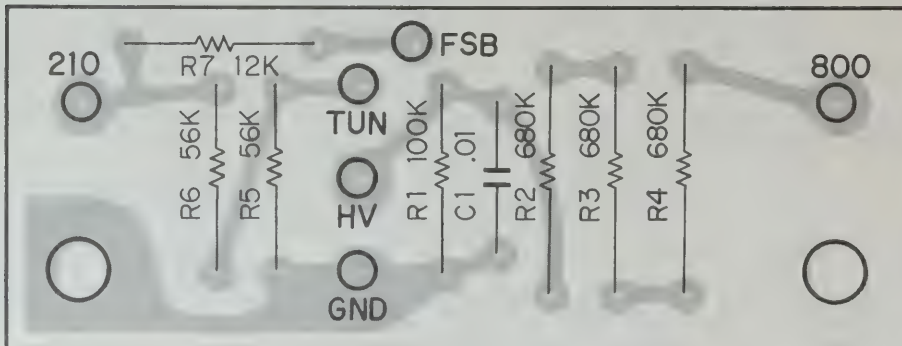 FSB
210
R7 12K
800
TUN
R6 56K
R5 56K
HV
R1 100K
C1 .01
R2 680K
R3 680K
R4 680K
GND